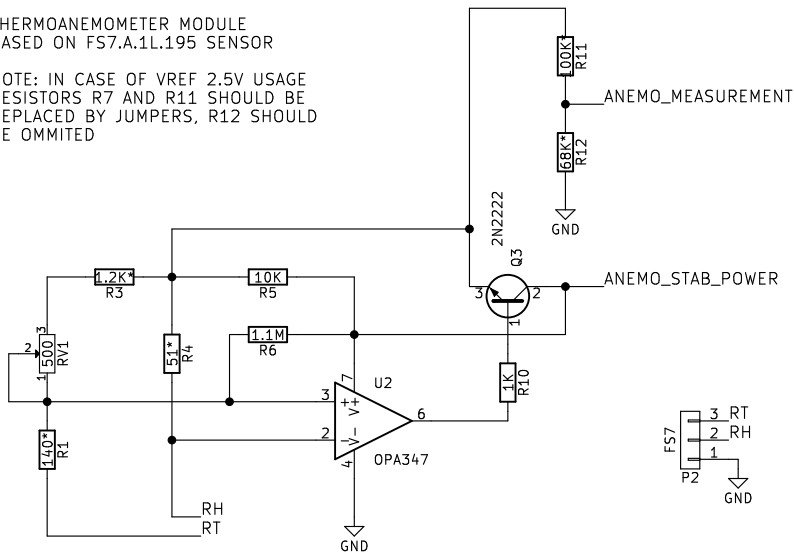 HERMOANEMOMETER MODULE
ASED ON FS7.A.1L.195 SENSOR
OTE: IN CASE OF VREF 2.5V USAGE
ESISTORS R7 AND R11 SHOULD BE
EPLACED BY JUMPERS, R12 SHOULD
E OMMITED
100K*
R11
ANEMO_MEASUREMENT
68K*
R12
GND
2N2222
Q3
3
2
1
ANEMO_STAB_POWER
1.2K*
R3
10K
R5
1.1M
R6
51*
R4
3
2
500
RV1
1
140*
R1
7
U2
3
+
V+
6
2
-
V-
4
OPA347
GND
1K
R10
RH
RT
FS7
3 RT
2 RH
1
P2
GND